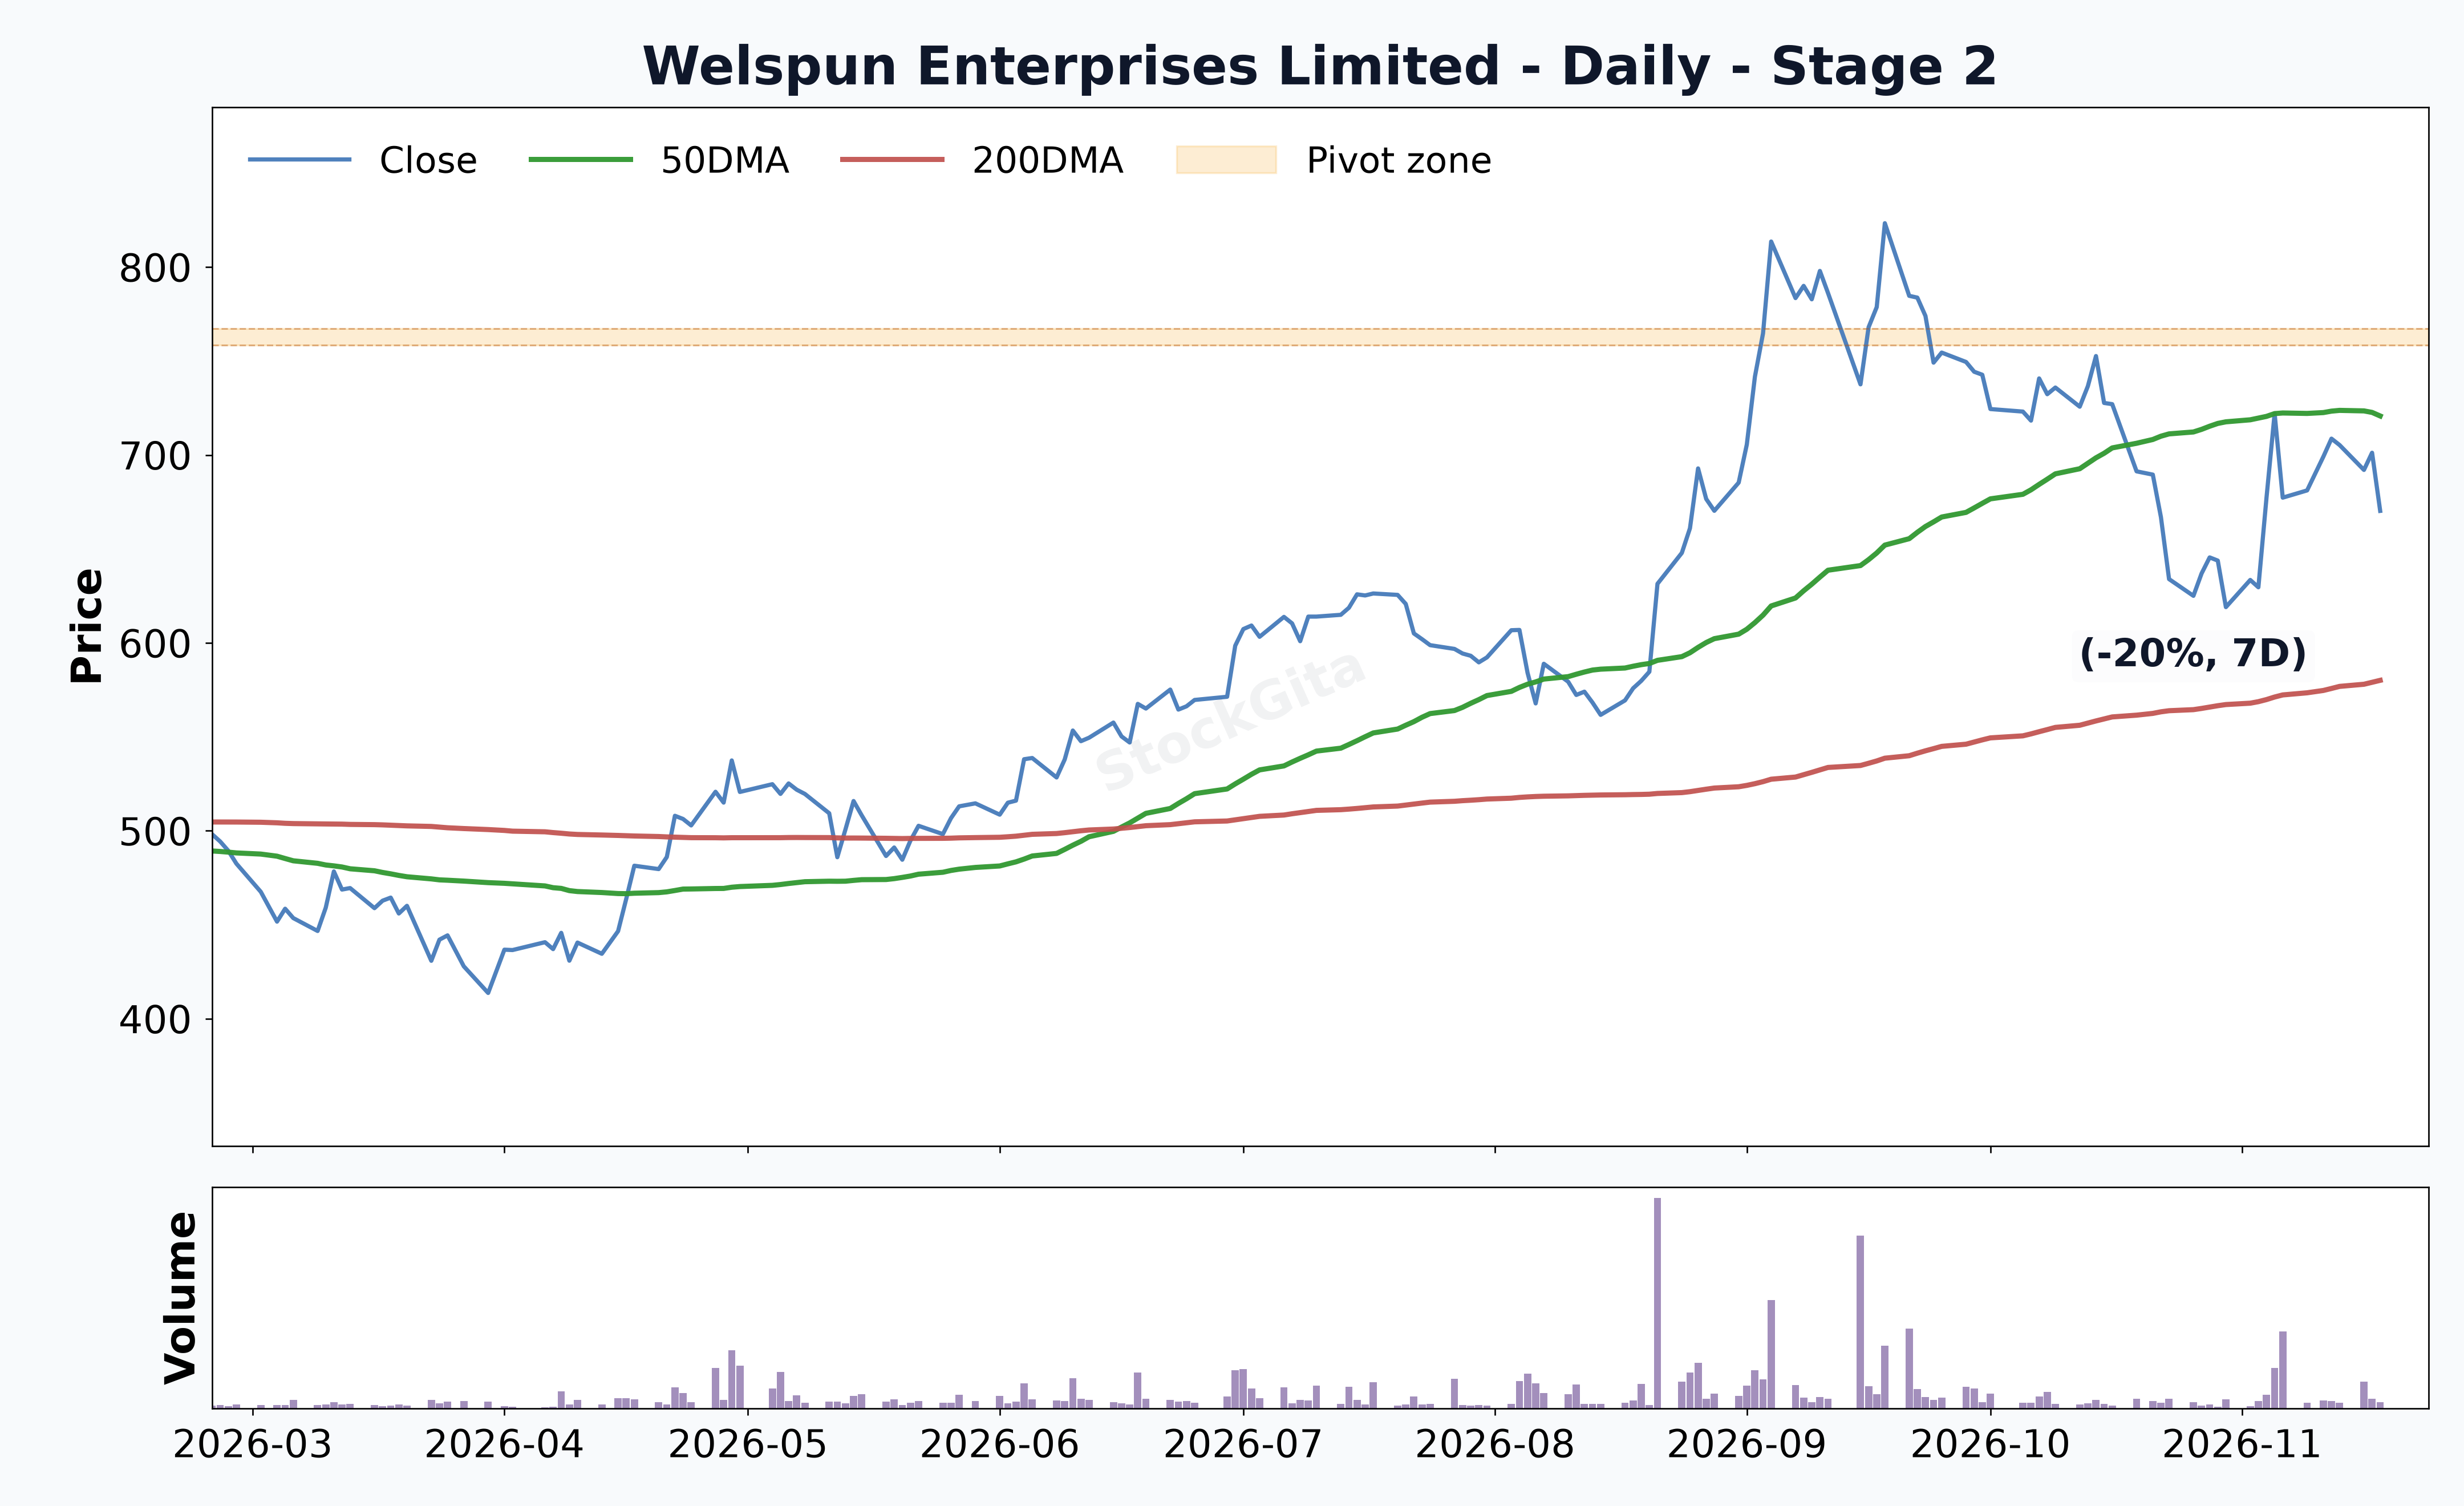 Welspun Enterprises Limited - Daily - Stage 2
Close 50DMA 200DMA Pivot zone
800
700
600
500
400
Price
StockGita
(-20%, 7D)
Volume
2026-03 2026-04 2026-05 2026-06 2026-07 2026-08 2026-09 2026-10 2026-11